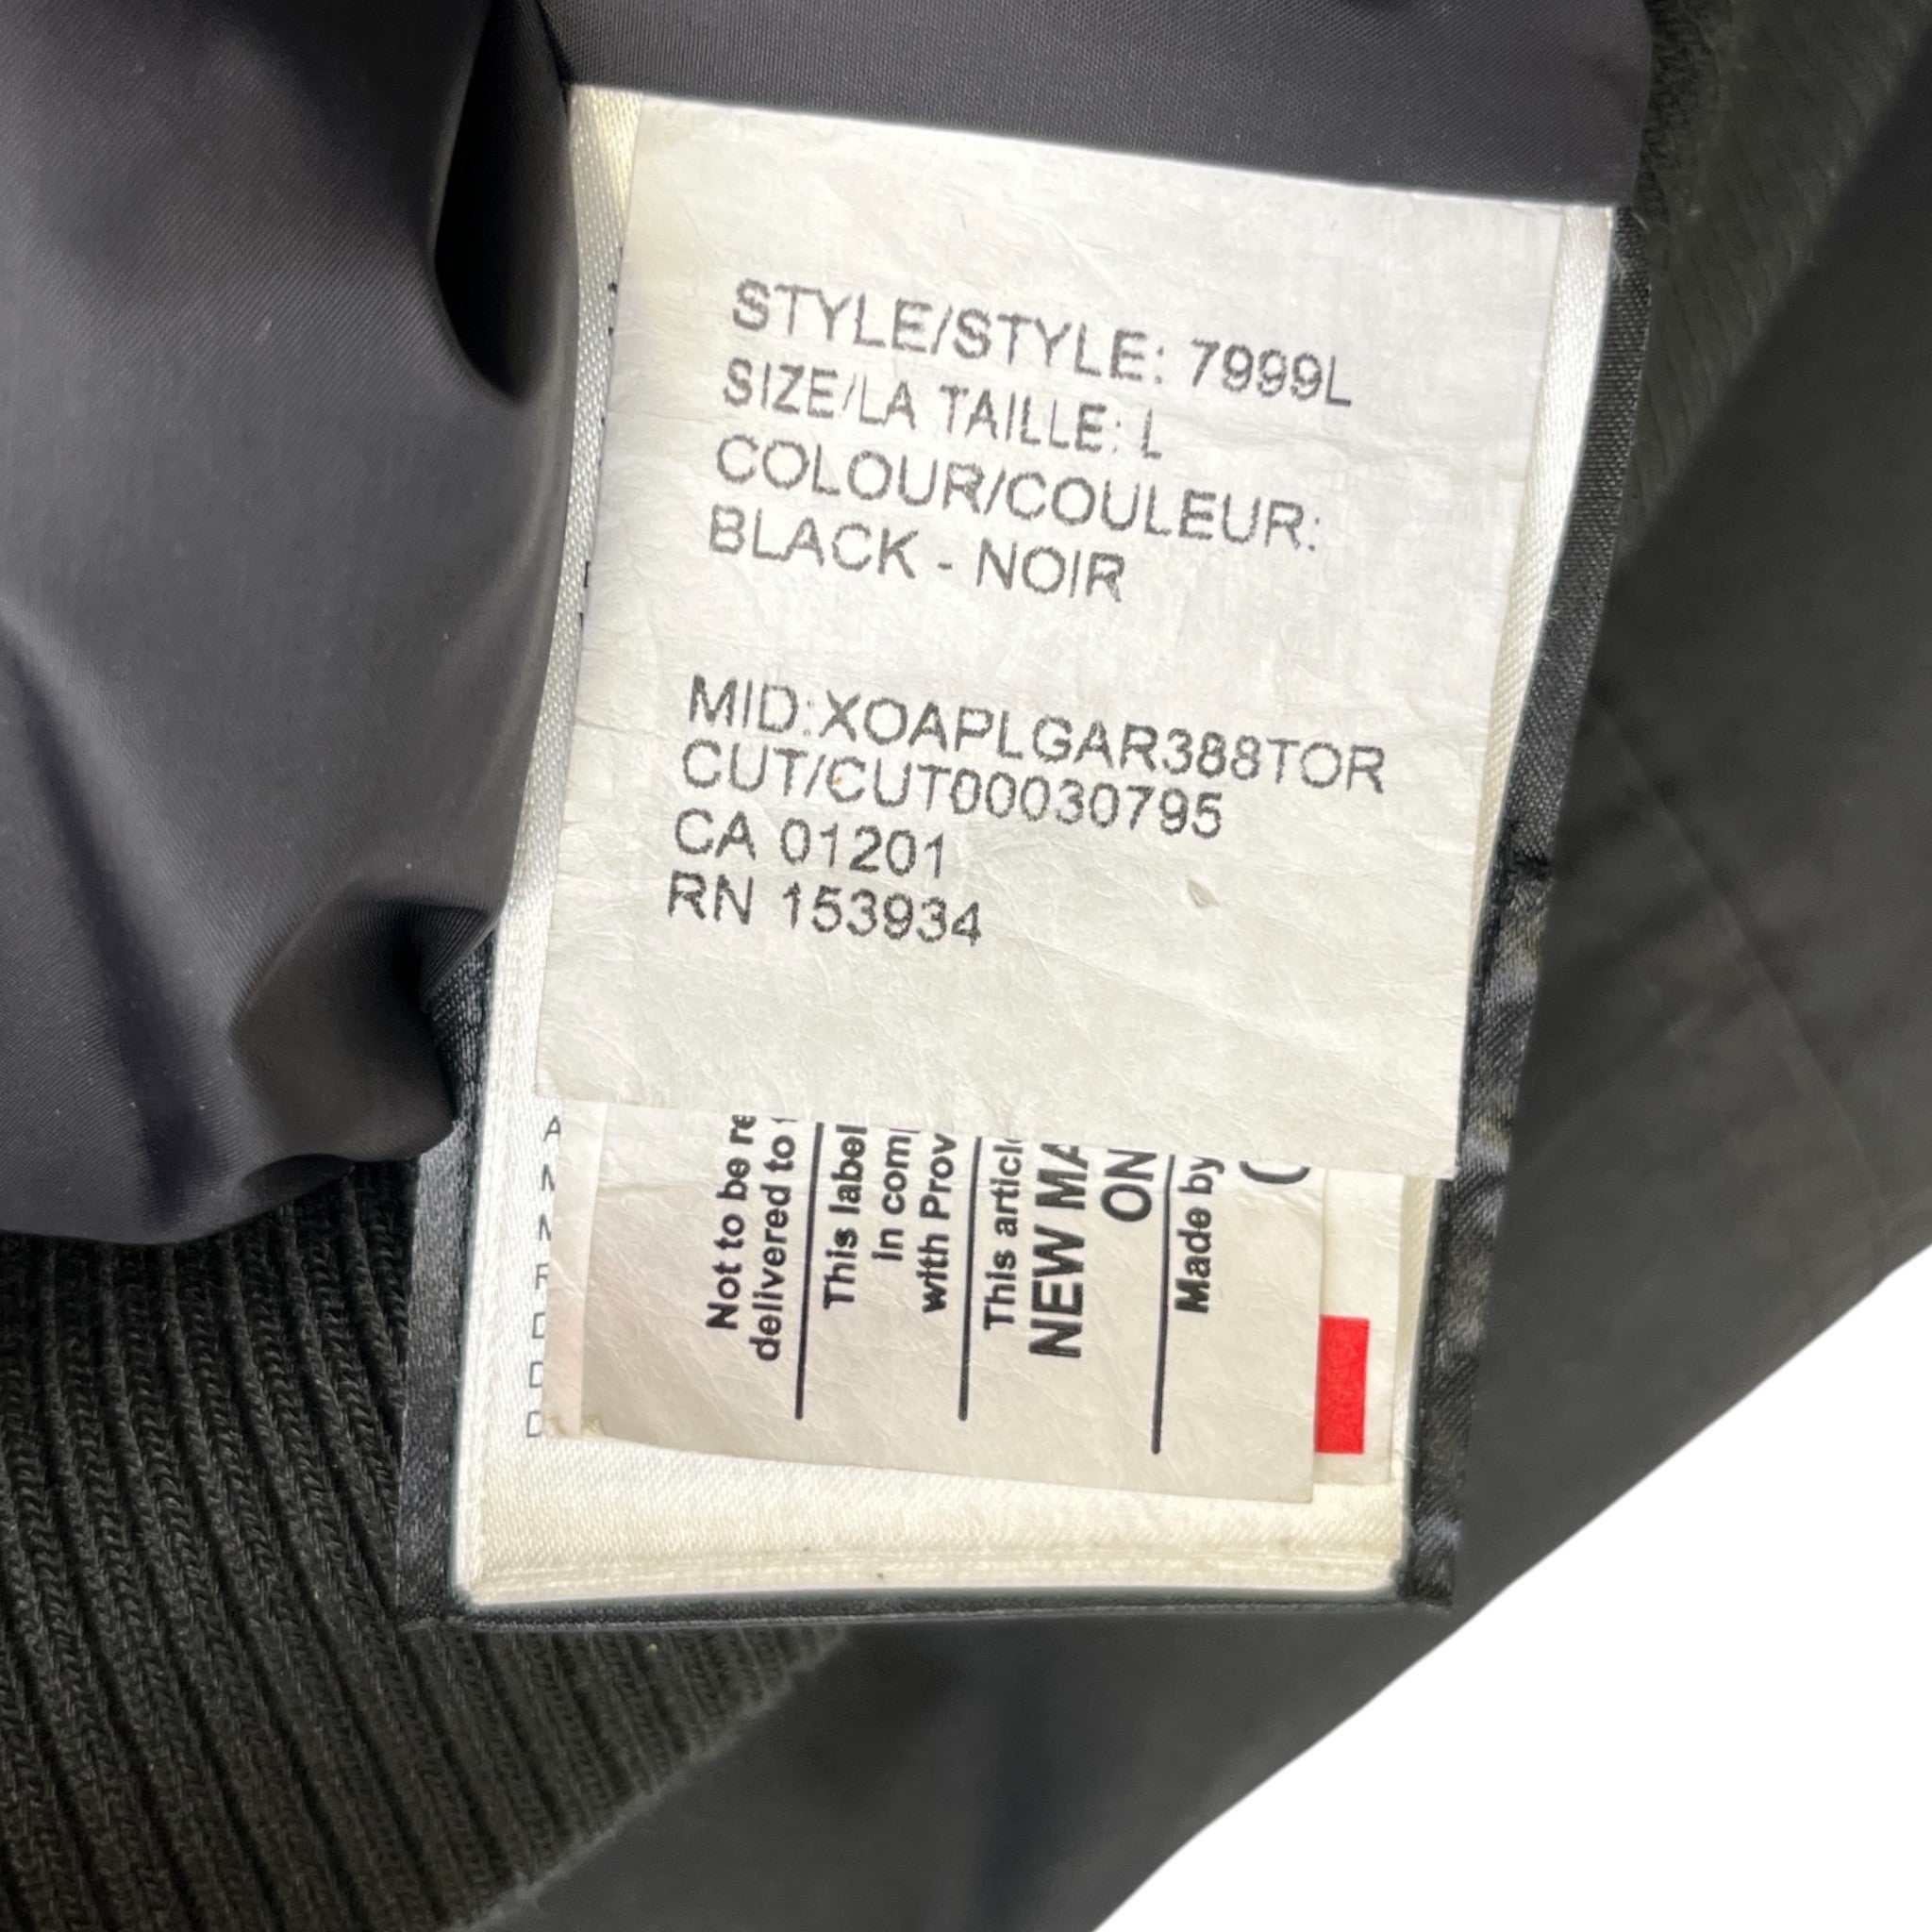 STYLE/STYLE: 7999L
SIZE/LA TAILLE: L
COLOUR/COULEUR:
BLACK - NOIR
MID:XOAPLGAR388TOR
CUT/CUT00030795
CA 01201
RN 153934
Not to be re
delivered to
This label
In com
with Prov
This articl
NEW MA
ON
Made by